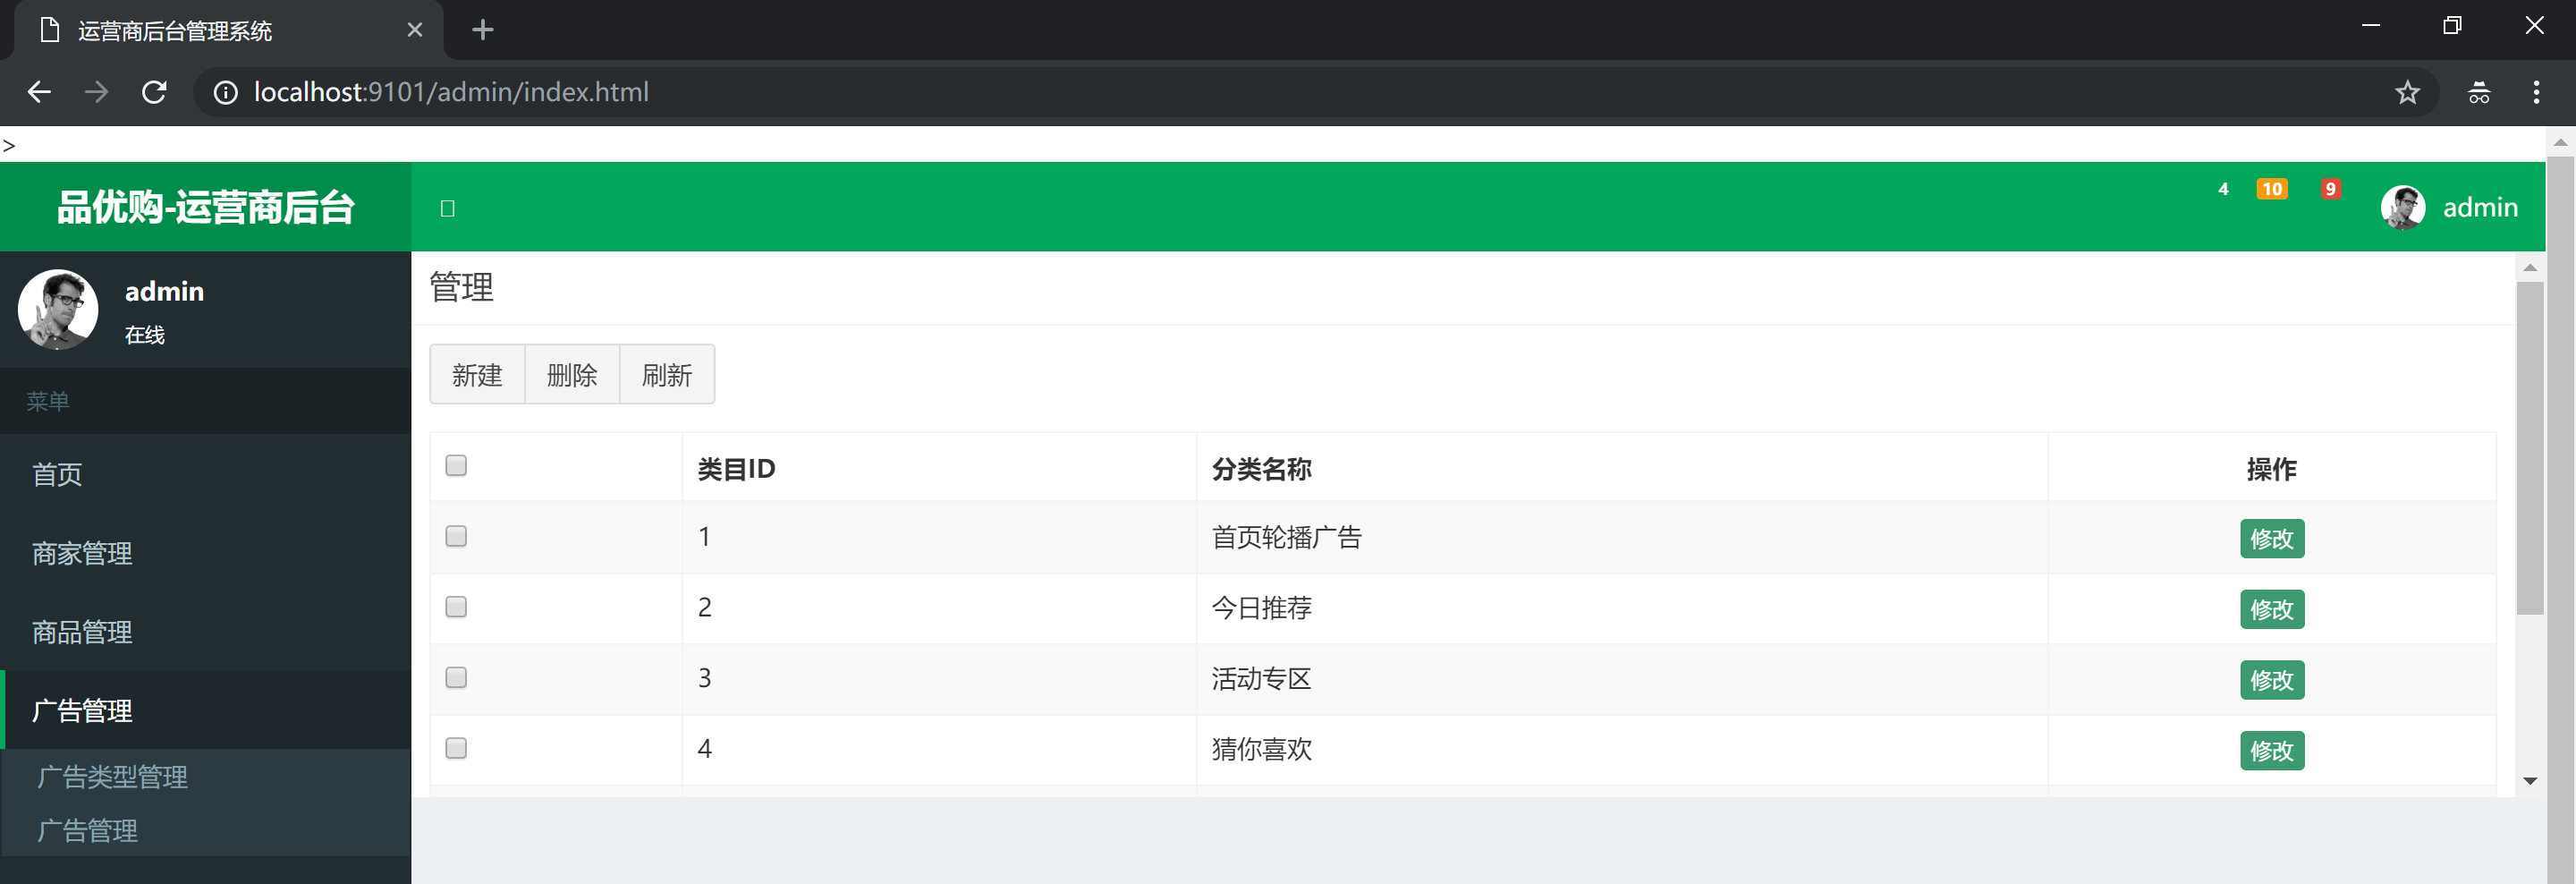 运营商后台管理系统
localhost:9101/admin/index.html
>
品优购-运营商后台
4 10 9 admin
admin
在线
菜单
首页
商家管理
商品管理
广告管理
广告类型管理
广告管理
管理
新建 删除 刷新
类目ID 分类名称 操作
1 首页轮播广告 修改
2 今日推荐 修改
3 活动专区 修改
4 猜你喜欢 修改